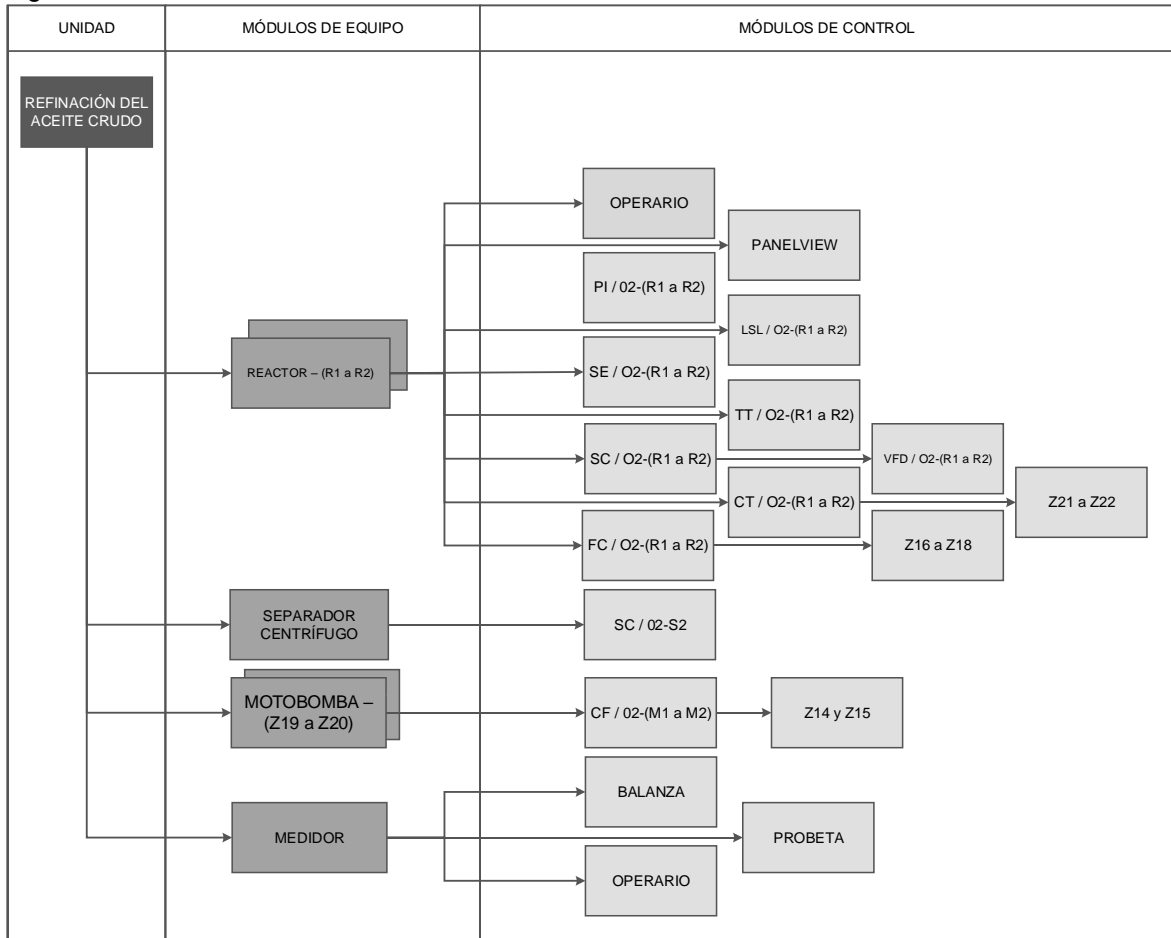 UNIDAD
MÓDULOS DE EQUIPO
MÓDULOS DE CONTROL
REFINACIÓN DEL
ACEITE CRUDO
OPERARIO
PANELVIEW
PI / 02-(R1 a R2)
LSL / O2-(R1 a R2)
REACTOR – (R1 a R2)
SE / O2-(R1 a R2)
TT / O2-(R1 a R2)
SC / O2-(R1 a R2)
VFD / O2-(R1 a R2)
CT / O2-(R1 a R2)
Z21 a Z22
FC / O2-(R1 a R2)
Z16 a Z18
SEPARADOR
CENTRÍFUGO
SC / 02-S2
MOTOBOMBA –
(Z19 a Z20)
CF / 02-(M1 a M2)
Z14 y Z15
BALANZA
MEDIDOR
PROBETA
OPERARIO